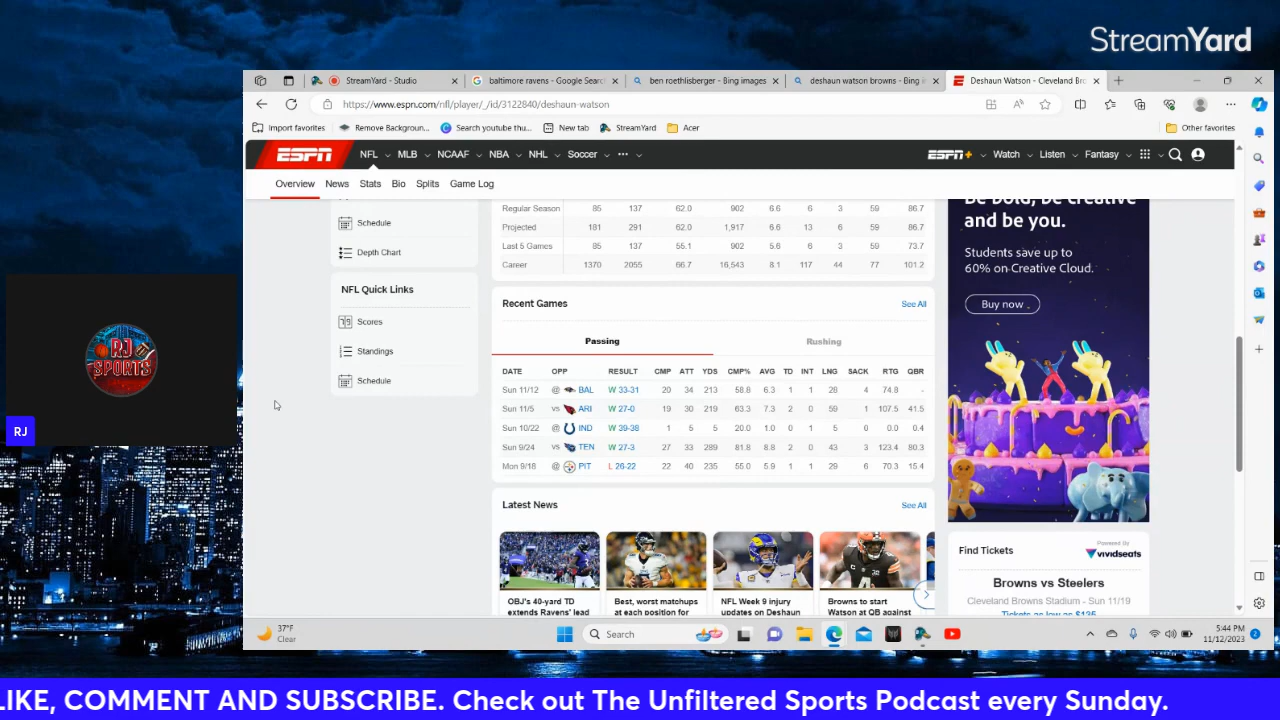 StreamYard
StreamYard - Studio
baltimore ravens - Google Searc
ben roethlisberger - Bing images
deshaun watson browns - Bing i
Deshaun Watson - Cleveland Bro
https://www.espn.com/nfl/player/_/id/3122840/deshaun-watson
Import favorites
Remove Backgroun...
Search youtube thu...
New tab
StreamYard
Acer
Other favorites
ESPN NFL MLB NCAAF NBA NHL Soccer ... ESPN+ Watch Listen Fantasy
Overview News Stats Bio Splits Game Log
Schedule
Depth Chart
NFL Quick Links
Scores
Standings
Schedule
Regular Season 85 137 62.0 902 6.6 6 3 59 86.7
Projected 181 291 62.0 1,917 6.6 13 6 59 86.7
Last 5 Games 85 137 55.1 902 6.6 6 3 59 73.7
Career 1370 2055 66.7 16,543 8.1 117 44 77 101.2
Recent Games See All
Passing Rushing
DATE OPP RESULT CMP ATT YDS CMP% AVG TD INT LNG SACK RTG QBR
Sun 11/12 @ BAL W 33-31 20 34 213 58.8 6.3 1 1 28 4 74.8 -
Sun 11/5 vs ARI W 27-0 19 30 219 63.3 7.3 2 0 59 1 107.5 41.5
Sun 10/22 @ IND W 39-38 1 5 5 20.0 1.0 0 1 5 0 0.0 0.4
Sun 9/24 vs TEN W 27-3 27 33 289 81.8 8.8 2 0 43 3 123.4 80.3
Mon 9/18 @ PIT L 26-22 22 40 235 55.0 5.9 1 1 29 6 70.3 15.4
Latest News See All
OBJ's 40-yard TD
extends Ravens' lead
Best, worst matchups
at each position for
NFL Week 9 injury
updates on Deshaun
Browns to start
Watson at QB against
Be bold, be creative
and be you.
Students save up to
60% on Creative Cloud.
Buy now
Find Tickets
Powered By
vividseats
Browns vs Steelers
Cleveland Browns Stadium - Sun 11/19
Tickets as low as $135
RJ
SPORTS
RJ
37°F
Clear
Search
5:44 PM
11/12/2023
2
LIKE, COMMENT AND SUBSCRIBE. Check out The Unfiltered Sports Podcast every Sunday.